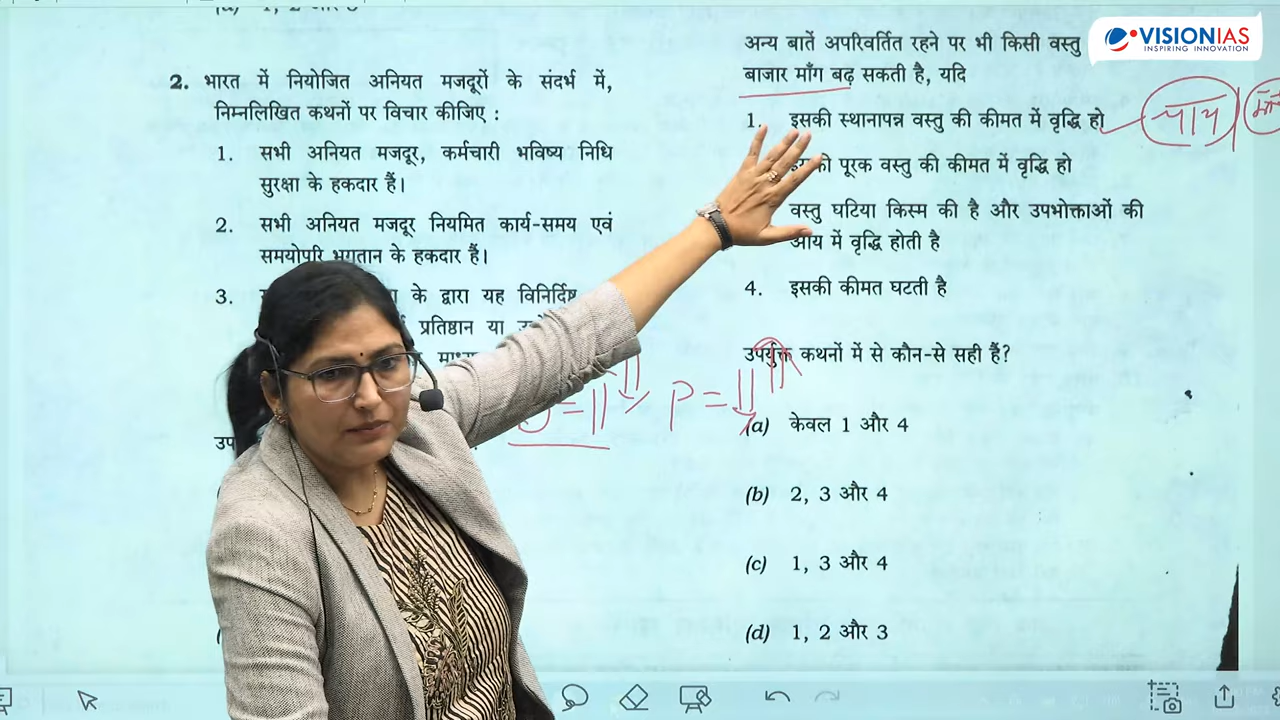 VISIONIAS
INSPIRING INNOVATION
2. भारत में नियोजित अनियत मजदूरों के संदर्भ में,
निम्नलिखित कथनों पर विचार कीजिए :
1. सभी अनियत मजदूर, कर्मचारी भविष्य निधि
सुरक्षा के हकदार हैं।
2. सभी अनियत मजदूर नियमित कार्य-समय एवं
समयोपरि भुगतान के हकदार हैं।
3. के द्वारा यह विनिर्दिष्ट
प्रतिष्ठान या
अन्य बातें अपरिवर्तित रहने पर भी किसी वस्तु
बाजार माँग बढ़ सकती है, यदि
1. इसकी स्थानापन्न वस्तु की कीमत में वृद्धि हो
चाय
पूरक वस्तु की कीमत में वृद्धि हो
वस्तु घटिया किस्म की है और उपभोक्ताओं की
आय में वृद्धि होती है
4. इसकी कीमत घटती है
उपर्युक्त कथनों में से कौन-से सही हैं?
P =
(a) केवल 1 और 4
(b) 2, 3 और 4
(c) 1, 3 और 4
(d) 1, 2 और 3